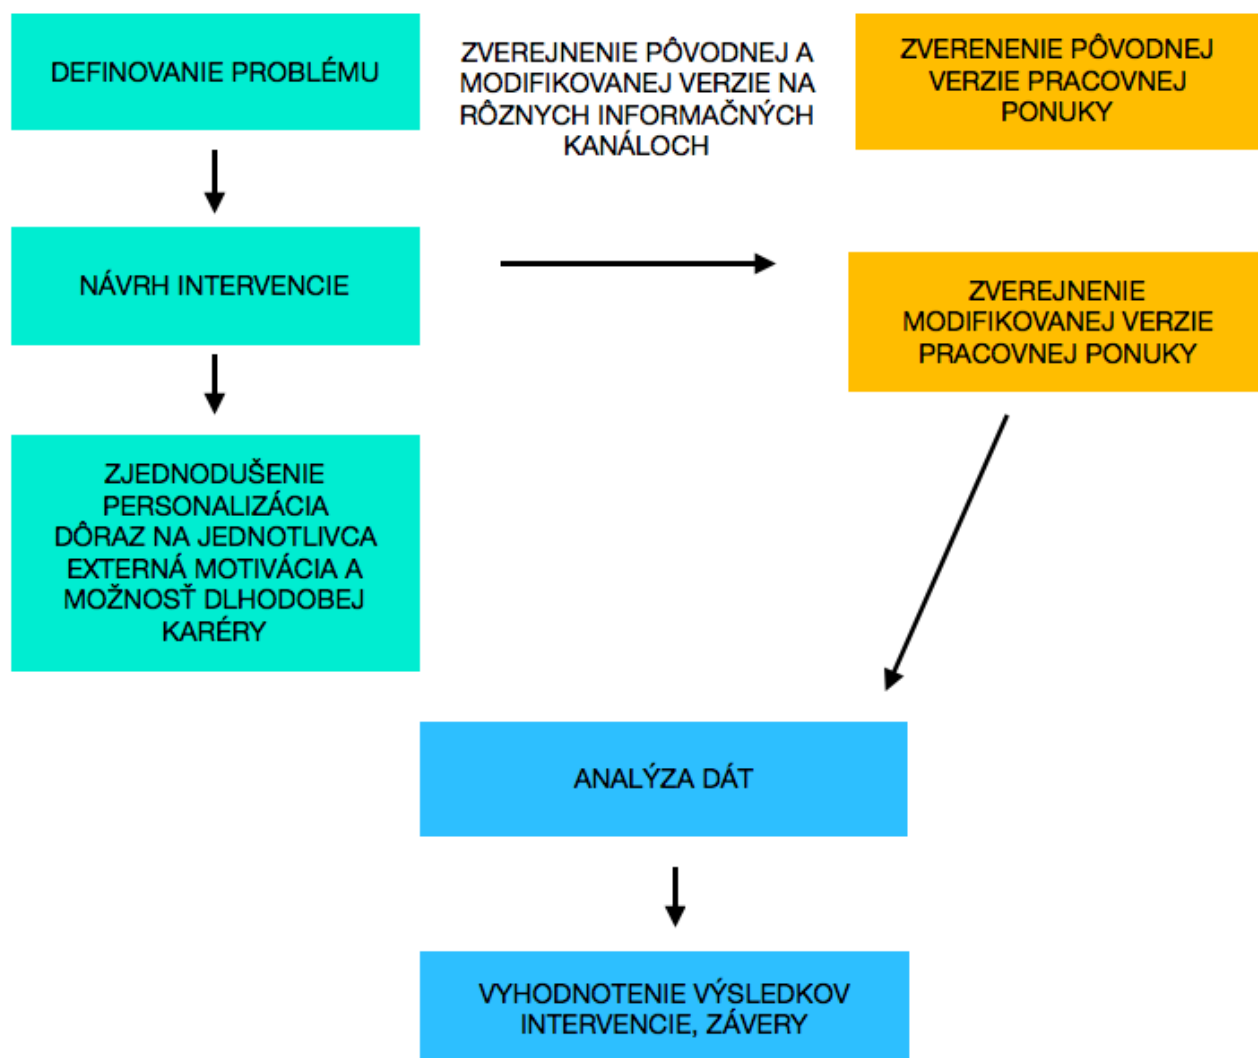 DEFINOVANIE PROBLÉMU
ZVEREJNENIE PÔVODNEJ A
MODIFIKOVANEJ VERZIE NA
RÔZNYCH INFORMAČNÝCH
KANÁLOCH
ZVERENENIE PÔVODNEJ
VERZIE PRACOVNEJ
PONUKY
NÁVRH INTERVENCIE
ZVEREJNENIE
MODIFIKOVANEJ VERZIE
PRACOVNEJ PONUKY
ZJEDNODUŠENIE
PERSONALIZÁCIA
DÔRAZ NA JEDNOTLIVCA
EXTERNÁ MOTIVÁCIA A
MOŽNOSŤ DLHODOBEJ
KARÉRY
ANALÝZA DÁT
VYHODNOTENIE VÝSLEDKOV
INTERVENCIE, ZÁVERY